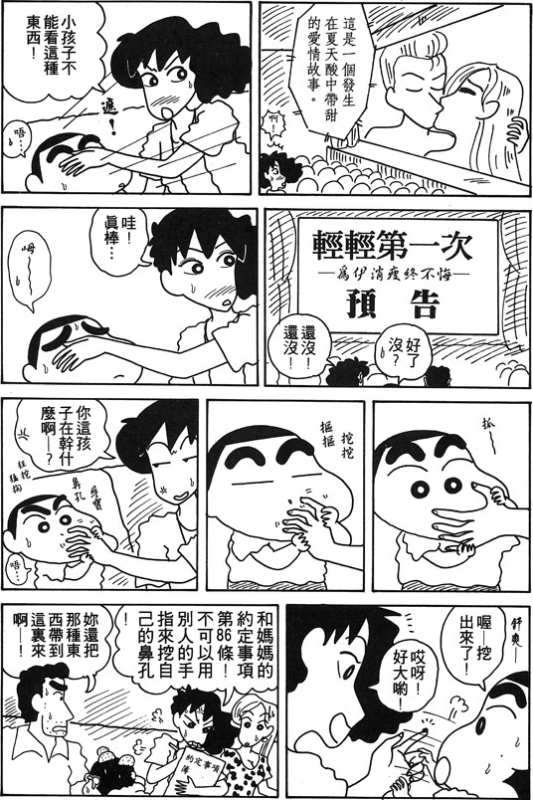 這是一個發生
在夏天酸中帶甜
的愛情故事。
啊!
小孩子不
能看這種
東西!
遮!
唔…
輕輕第一次
—為伊消瘦終不悔—
預告
好了
沒?
還沒!
還沒!
哇!
真棒…
嗚
抓
挖挖
摳摳
你這孩
子在幹什
麼啊—?
鼻孔
唔…
舒爽—
喔—挖
出來了!
哎呀!
好大喲!
和媽媽的
約定事項
第86條!
不可以用
別人的手
指來挖自
己的鼻孔
!
約定事項
簿
妳還把
那種東
西帶到
這裏來
啊—!